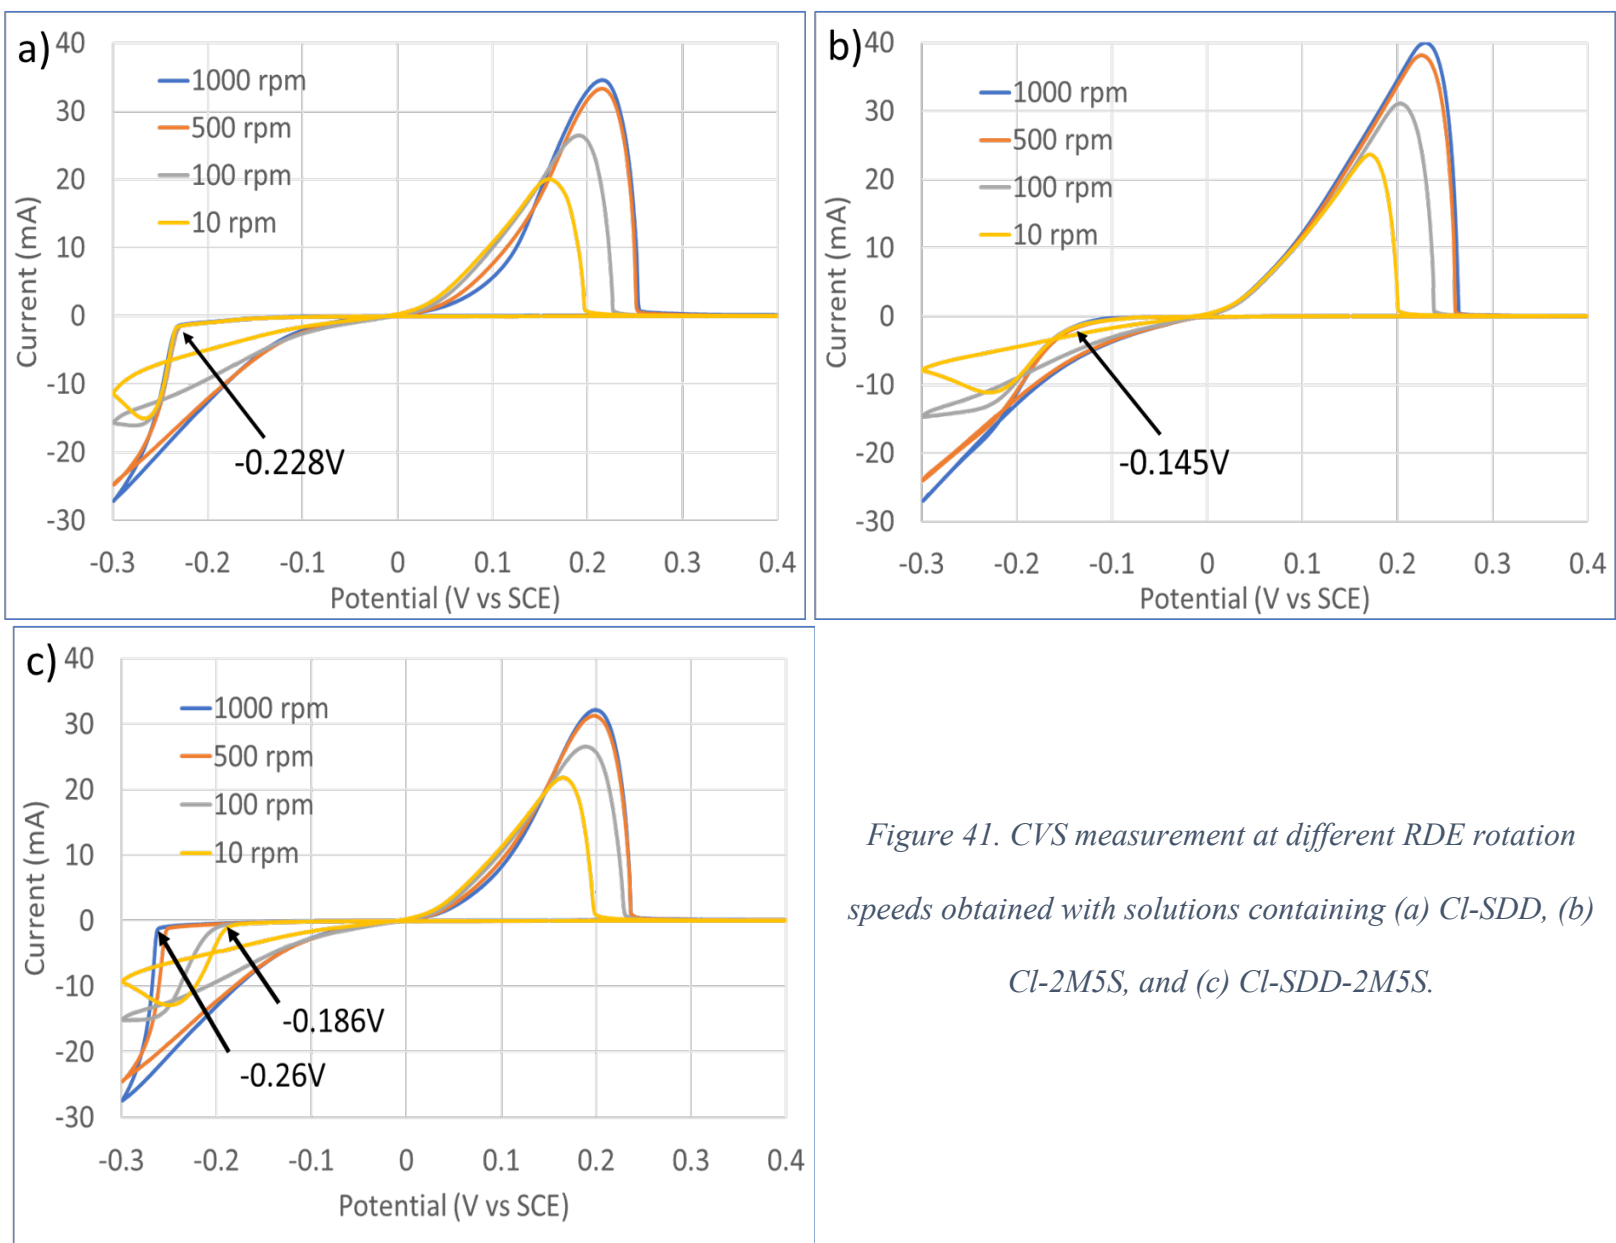 a)
40
30
20
10
0
-10
-20
-30
Current (mA)
1000 rpm
500 rpm
100 rpm
10 rpm
-0.228V
-0.3 -0.2 -0.1 0 0.1 0.2 0.3 0.4
Potential (V vs SCE)
b)
40
30
20
10
0
-10
-20
-30
Current (mA)
1000 rpm
500 rpm
100 rpm
10 rpm
-0.145V
-0.3 -0.2 -0.1 0 0.1 0.2 0.3 0.4
Potential (V vs SCE)
c)
40
30
20
10
0
-10
-20
-30
Current (mA)
1000 rpm
500 rpm
100 rpm
10 rpm
-0.186V
-0.26V
-0.3 -0.2 -0.1 0 0.1 0.2 0.3 0.4
Potential (V vs SCE)
Figure 41. CVS measurement at different RDE rotation
speeds obtained with solutions containing (a) Cl-SDD, (b)
Cl-2M5S, and (c) Cl-SDD-2M5S.